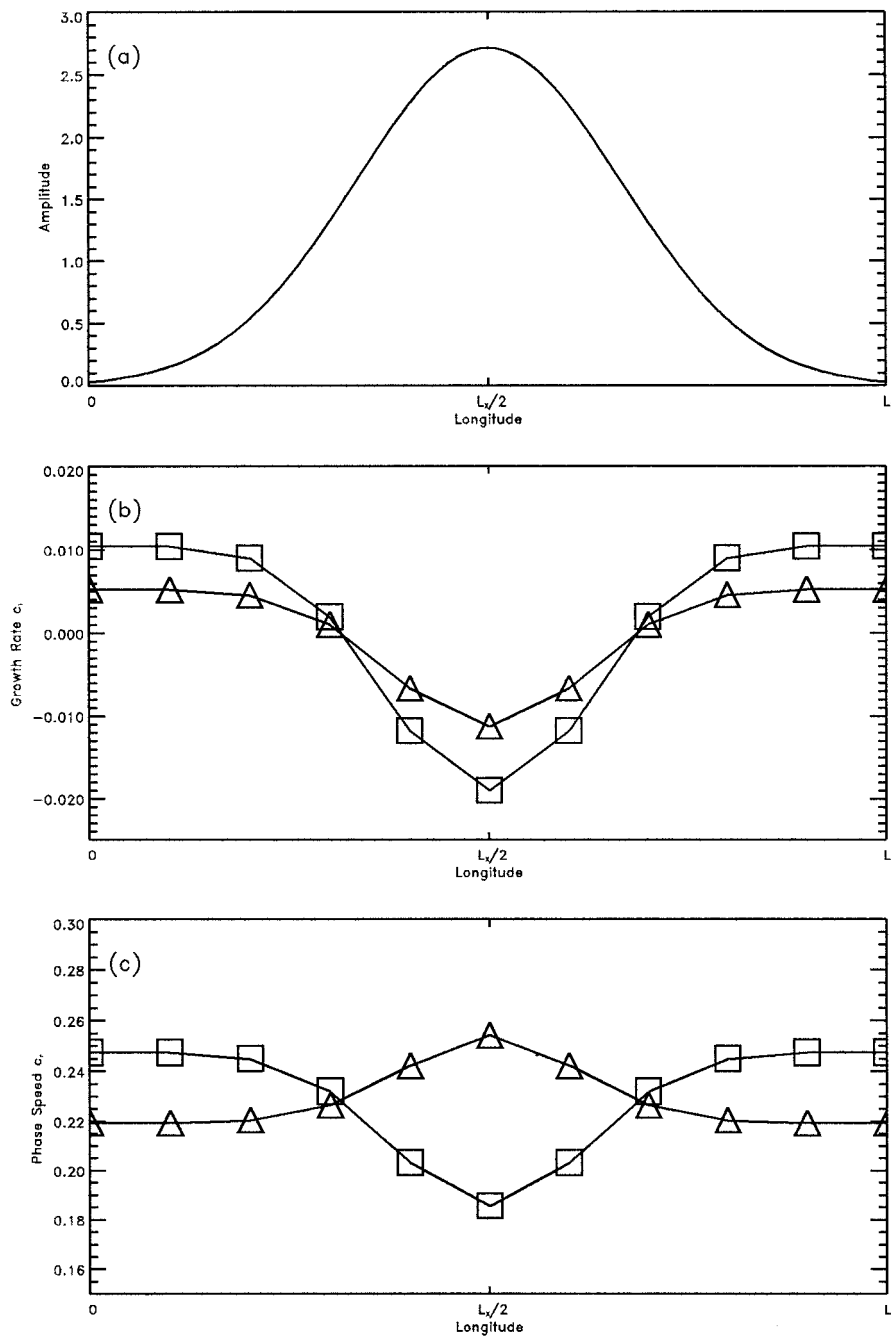 (a)
3.0
2.5
2.0
1.5
1.0
0.5
0.0
Amplitude
0
Lx/2
L
Longitude
(b)
0.020
0.010
0.000
-0.010
-0.020
Growth Rate ci
0
Lx/2
L
Longitude
(c)
0.30
0.28
0.26
0.24
0.22
0.20
0.18
0.16
Phase Speed cr
0
Lx/2
L
Longitude